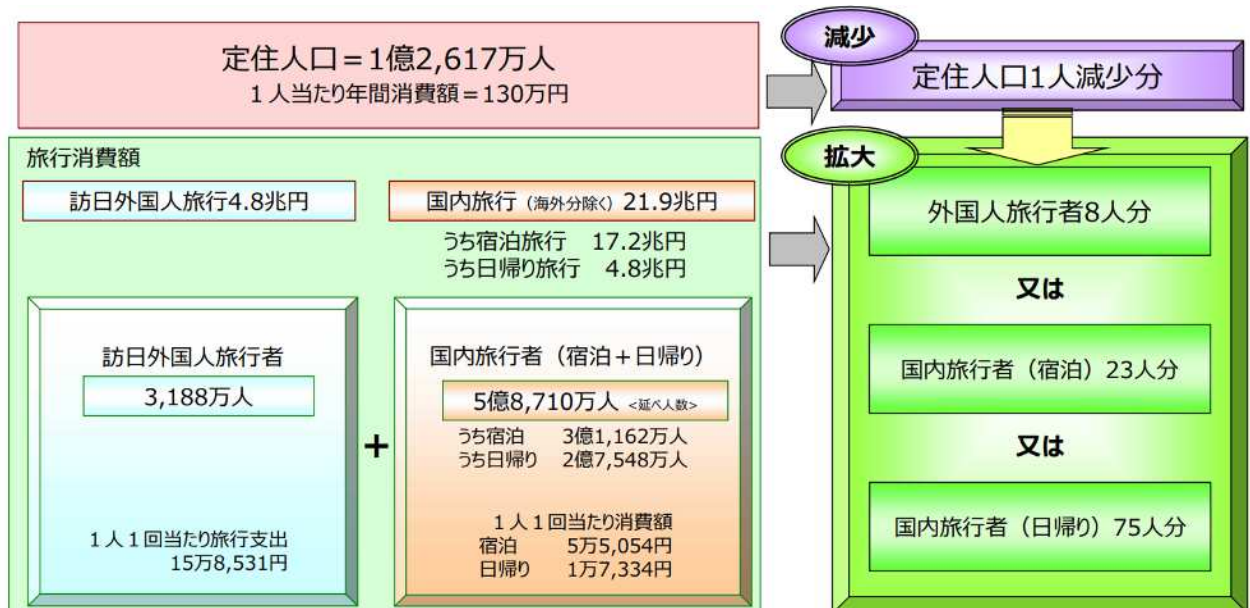 定住人口＝1億2,617万人
１人当たり年間消費額＝130万円
減少
定住人口1人減少分
旅行消費額
訪日外国人旅行4.8兆円
国内旅行（海外分除く）21.9兆円
うち宿泊旅行 17.2兆円
うち日帰り旅行 4.8兆円
訪日外国人旅行者
3,188万人
１人１回当たり旅行支出
15万8,531円
+
国内旅行者（宿泊＋日帰り）
5億8,710万人 <延べ人数>
うち宿泊 3億1,162万人
うち日帰り 2億7,548万人
１人１回当たり消費額
宿泊 5万5,054円
日帰り 1万7,334円
拡大
外国人旅行者8人分
又は
国内旅行者（宿泊）23人分
又は
国内旅行者（日帰り）75人分